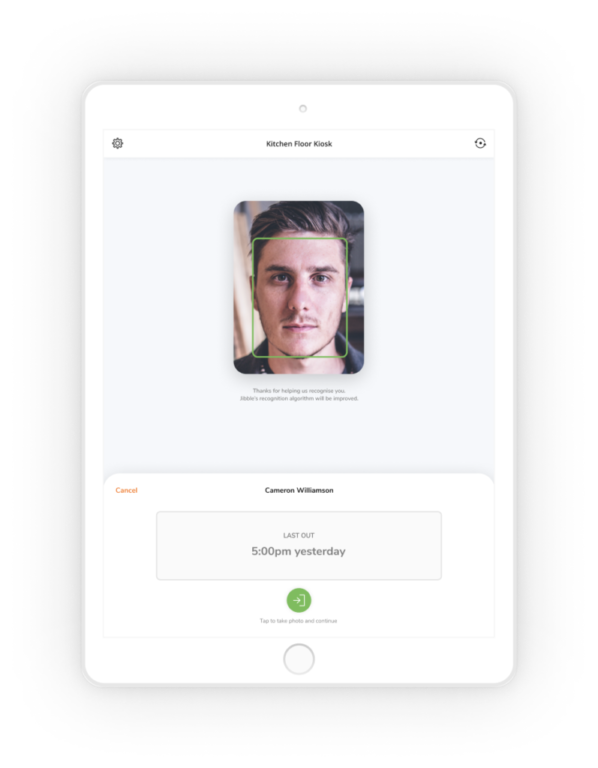 Kitchen Floor Kiosk
Thanks for helping us recognise you.
Jibble's recognition algorithm will be improved.
Cancel
Cameron Williamson
LAST OUT
5:00pm yesterday
Tap to take photo and continue